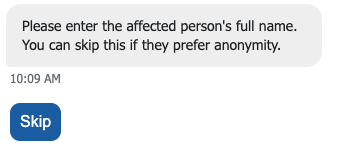 Please enter the affected person's full name.
You can skip this if they prefer anonymity.
10:09 AM
Skip